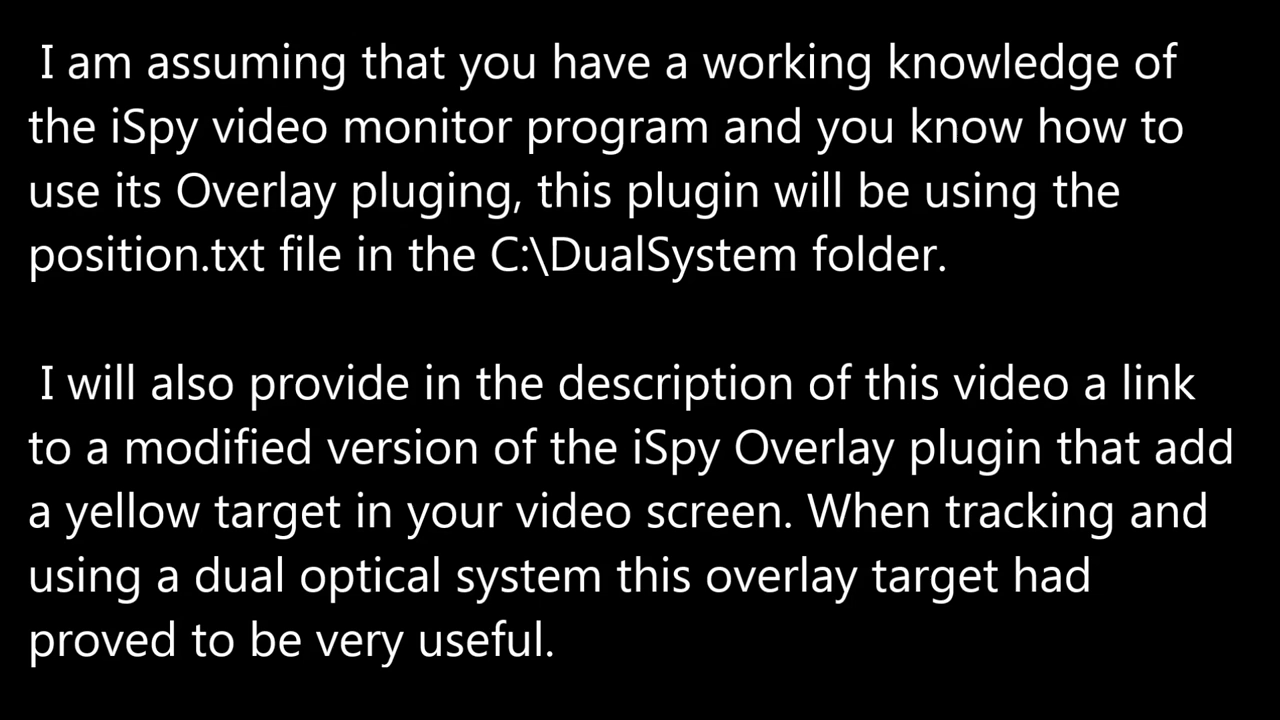 I am assuming that you have a working knowledge of
the iSpy video monitor program and you know how to
use its Overlay pluging, this plugin will be using the
position.txt file in the C:\DualSystem folder.
I will also provide in the description of this video a link
to a modified version of the iSpy Overlay plugin that add
a yellow target in your video screen. When tracking and
using a dual optical system this overlay target had
proved to be very useful.